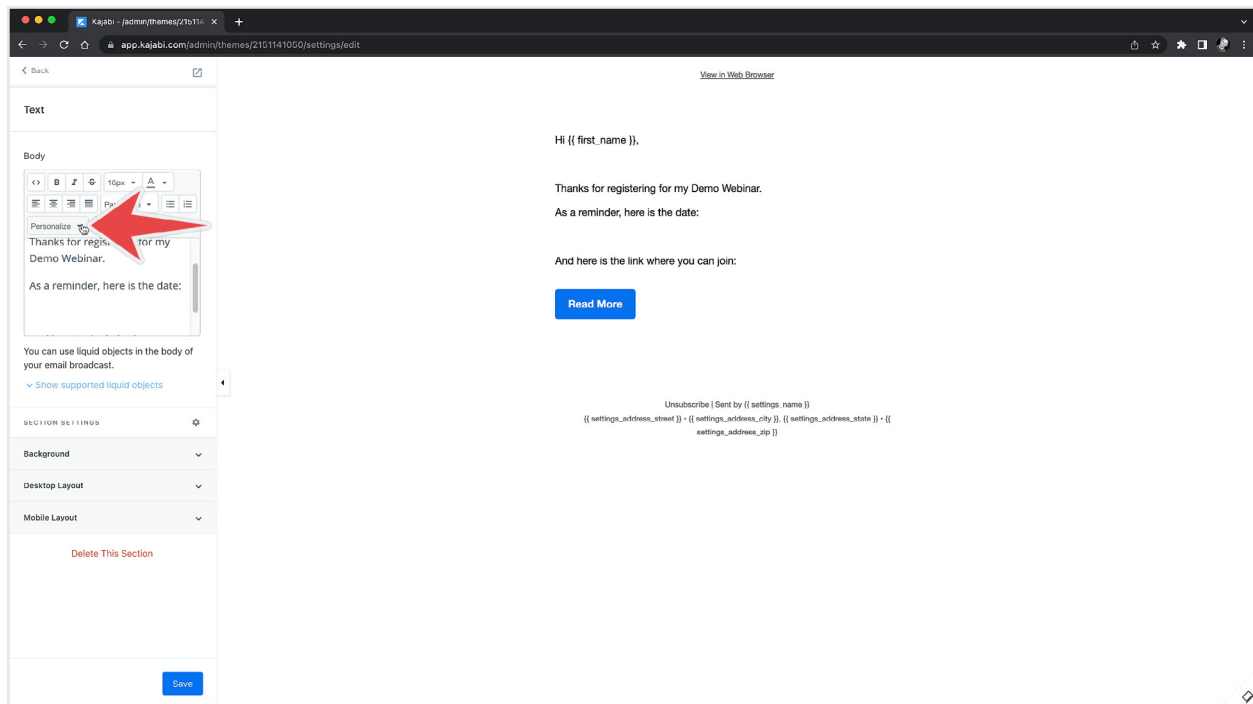 Kajabi - /admin/themes/215114
app.kajabi.com/admin/themes/2151141050/settings/edit
Back
Text
Body
B I S 16px A
Personalize
Thanks for for my
Demo Webinar.
As a reminder, here is the date:
You can use liquid objects in the body of
your email broadcast.
Show supported liquid objects
SECTION SETTINGS
Background
Desktop Layout
Mobile Layout
Delete This Section
Save
View in Web Browser
Hi {{ first_name }},
Thanks for registering for my Demo Webinar.
As a reminder, here is the date:
And here is the link where you can join:
Read More
Unsubscribe | Sent by {{ settings_name }}
{{ settings_address_street }} • {{ settings_address_city }}, {{ settings_address_state }} • {{
settings_address_zip }}